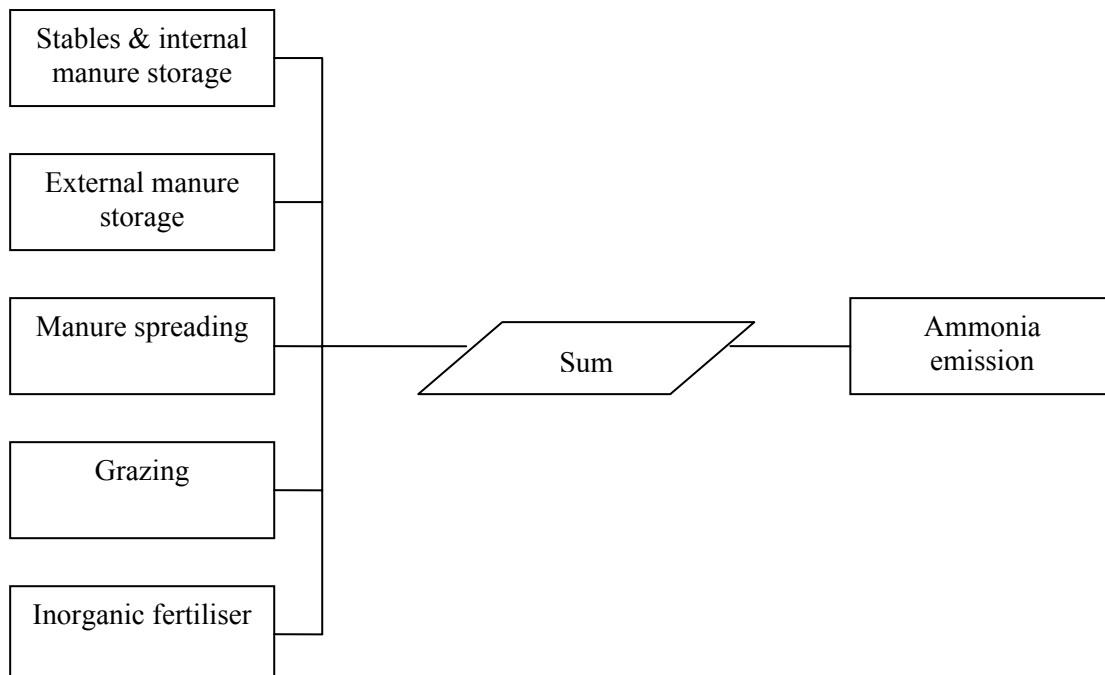 Stables & internal
manure storage
External manure
storage
Manure spreading
Sum
Ammonia
emission
Grazing
Inorganic fertiliser